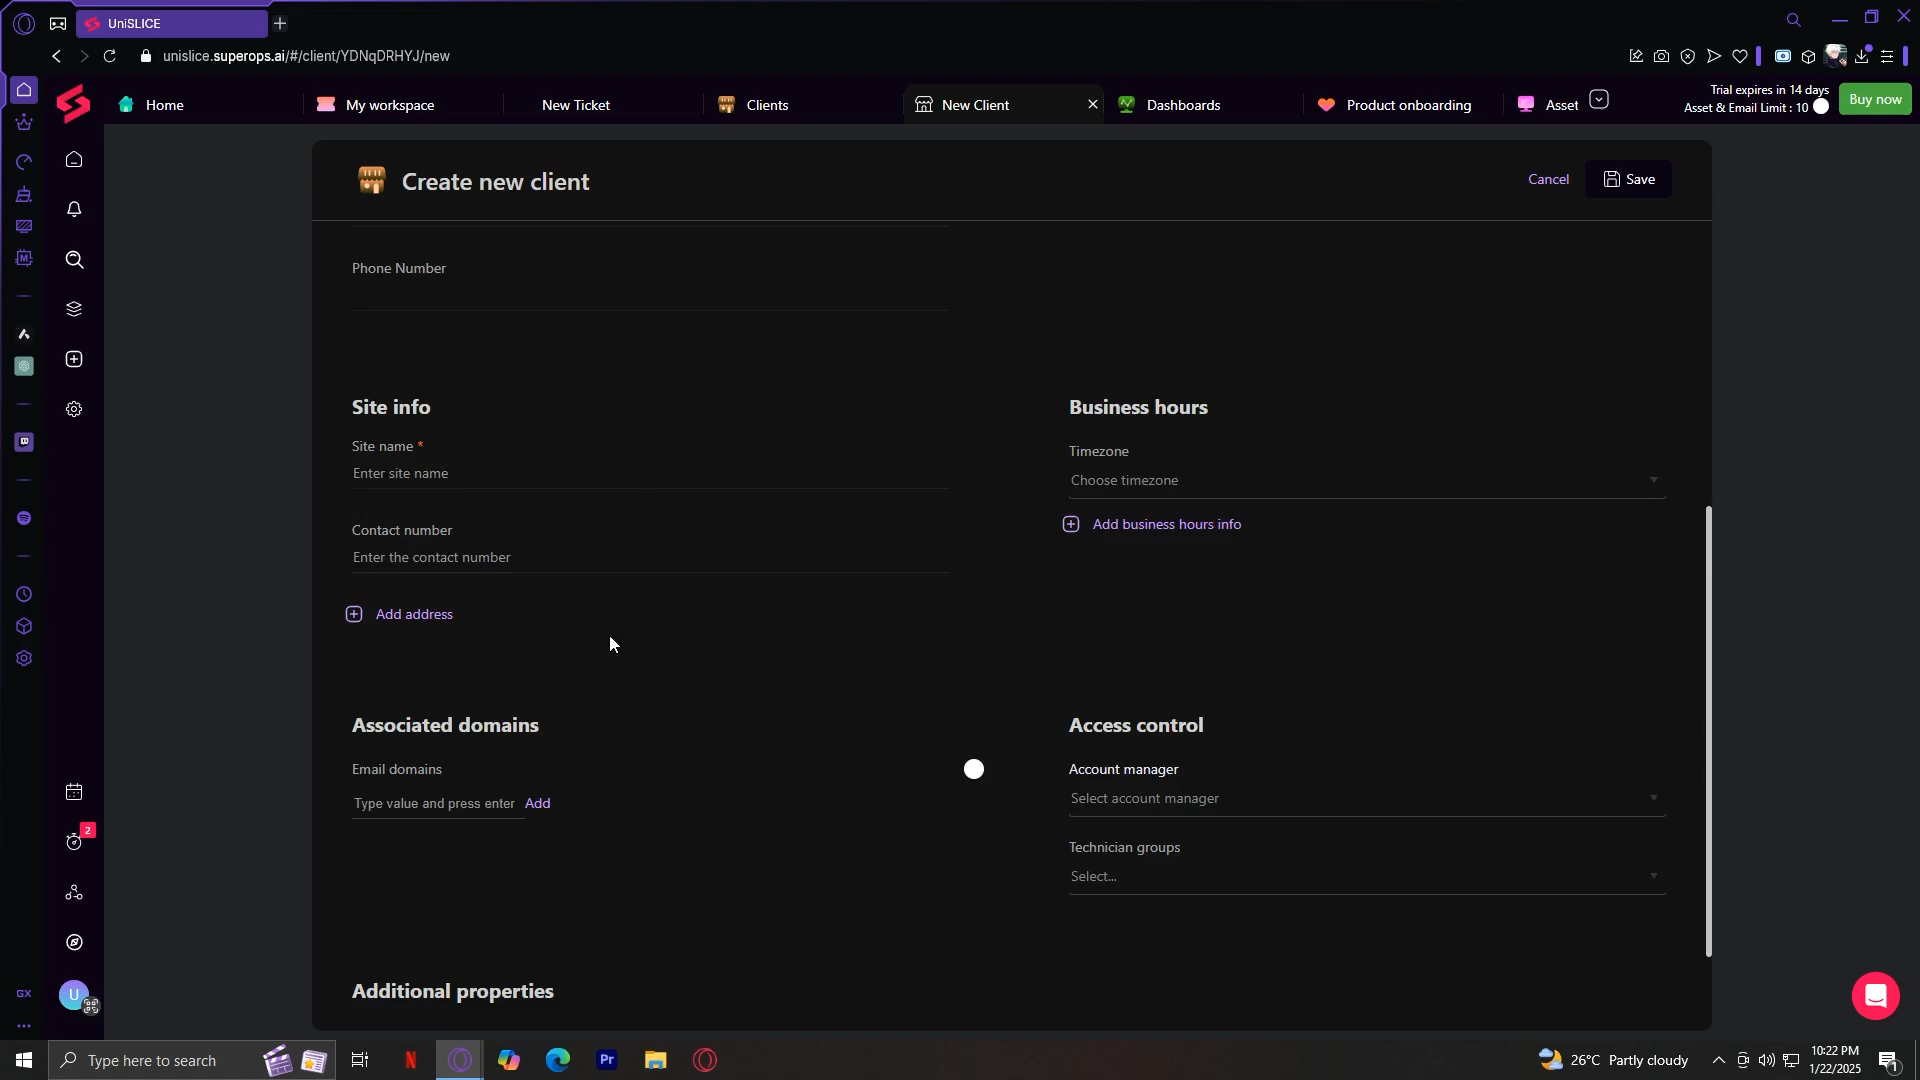 UniSLICE
unislice.superops.ai/#/client/YDNqDRHYJ/new
Home
My workspace
New Ticket
Clients
New Client
Dashboards
Product onboarding
Asset
Trial expires in 14 days
Asset & Email Limit : 10
Buy now
Create new client
Cancel
Save
Phone Number
Site info
Site name *
Enter site name
Contact number
Enter the contact number
Add address
Business hours
Timezone
Choose timezone
Add business hours info
Associated domains
Email domains
Type value and press enter
Add
Access control
Account manager
Select account manager
Technician groups
Select...
Additional properties
2
U
GX
Type here to search
Pr
26°C Partly cloudy
10:22 PM
1/22/2025
1